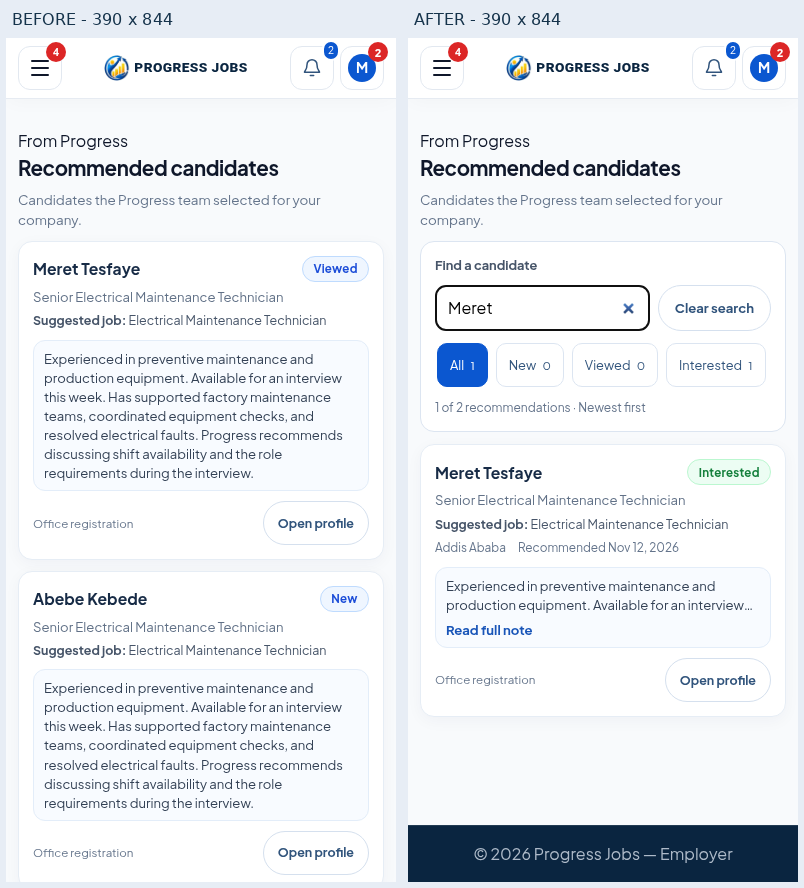 BEFORE - 390 x 844
4
PROGRESS JOBS
2
M
2
From Progress
Recommended candidates
Candidates the Progress team selected for your
company.
Meret Tesfaye
Viewed
Senior Electrical Maintenance Technician
Suggested job: Electrical Maintenance Technician
Experienced in preventive maintenance and
production equipment. Available for an interview
this week. Has supported factory maintenance
teams, coordinated equipment checks, and
resolved electrical faults. Progress recommends
discussing shift availability and the role
requirements during the interview.
Office registration
Open profile
Abebe Kebede
New
Senior Electrical Maintenance Technician
Suggested job: Electrical Maintenance Technician
Experienced in preventive maintenance and
production equipment. Available for an interview
this week. Has supported factory maintenance
teams, coordinated equipment checks, and
resolved electrical faults. Progress recommends
discussing shift availability and the role
requirements during the interview.
Office registration
Open profile
AFTER - 390 x 844
4
PROGRESS JOBS
2
M
2
From Progress
Recommended candidates
Candidates the Progress team selected for your
company.
Find a candidate
Meret
Clear search
All 1
New 0
Viewed 0
Interested 1
1 of 2 recommendations · Newest first
Meret Tesfaye
Interested
Senior Electrical Maintenance Technician
Suggested job: Electrical Maintenance Technician
Addis Ababa Recommended Nov 12, 2026
Experienced in preventive maintenance and
production equipment. Available for an interview…
Read full note
Office registration
Open profile
© 2026 Progress Jobs — Employer